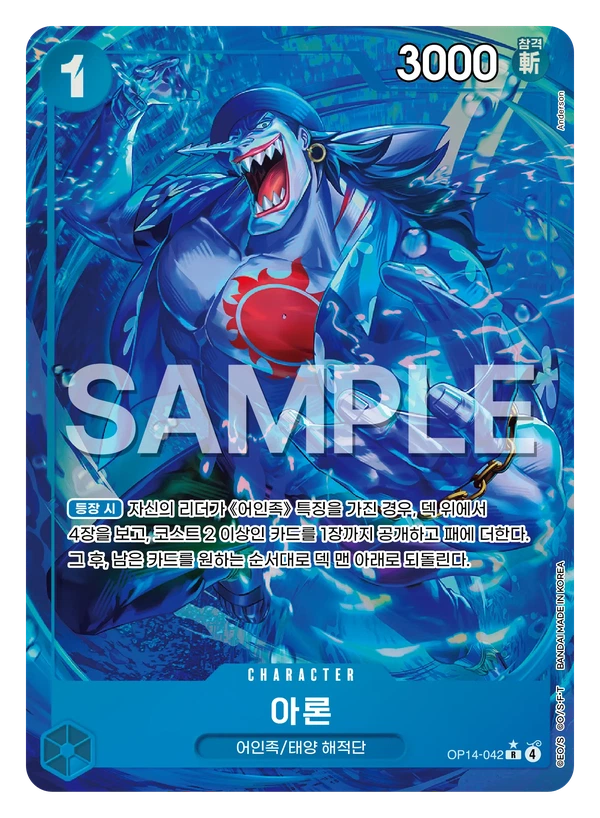 1
3000
참격
斬
Anderson
SAMPLE
등장 시 자신의 리더가 《어인족》 특징을 가진 경우, 덱 위에서
4장을 보고, 코스트 2 이상인 카드를 1장까지 공개하고 패에 더한다.
그 후, 남은 카드를 원하는 순서대로 덱 맨 아래로 되돌린다.
CHARACTER
아론
어인족/태양 해적단
OP14-042 R 4
©EO/S ©O/S·F·T BANDAI MADE IN KOREA